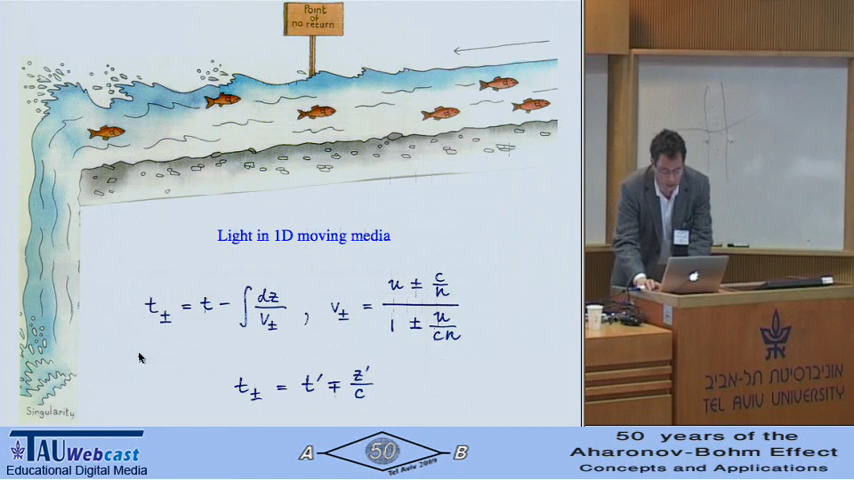 Point
of
no return
Singularity
Light in 1D moving media
t± = t - ∫ dz/v± , v± = (u ± c/n)/(1 ± u/cn)
t± = t' ∓ z'/c
אוניברסיטת תל-אביב
TEL AVIV UNIVERSITY
TAUWebcast
Educational Digital Media
A 50 B
Tel Aviv 2009
50 years of the
Aharonov-Bohm Effect
Concepts and Applications